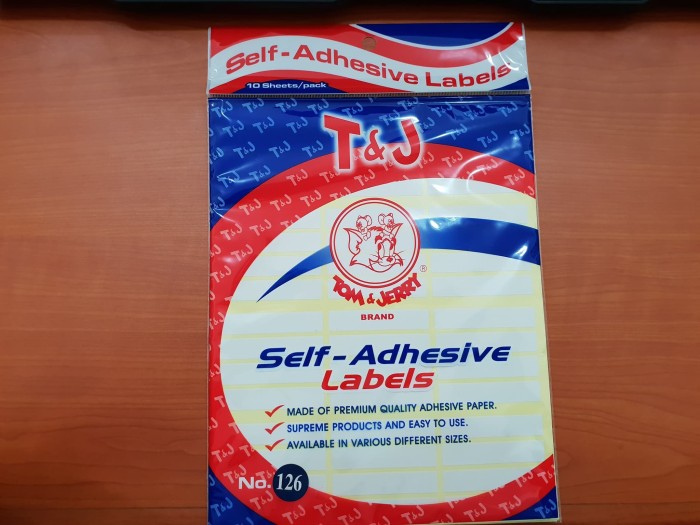 Self-Adhesive Labels
10 Sheets/pack
T&J
TOM & JERRY®
BRAND
Self-Adhesive
Labels
MADE OF PREMIUM QUALITY ADHESIVE PAPER.
SUPREME PRODUCTS AND EASY TO USE.
AVAILABLE IN VARIOUS DIFFERENT SIZES.
No. 126